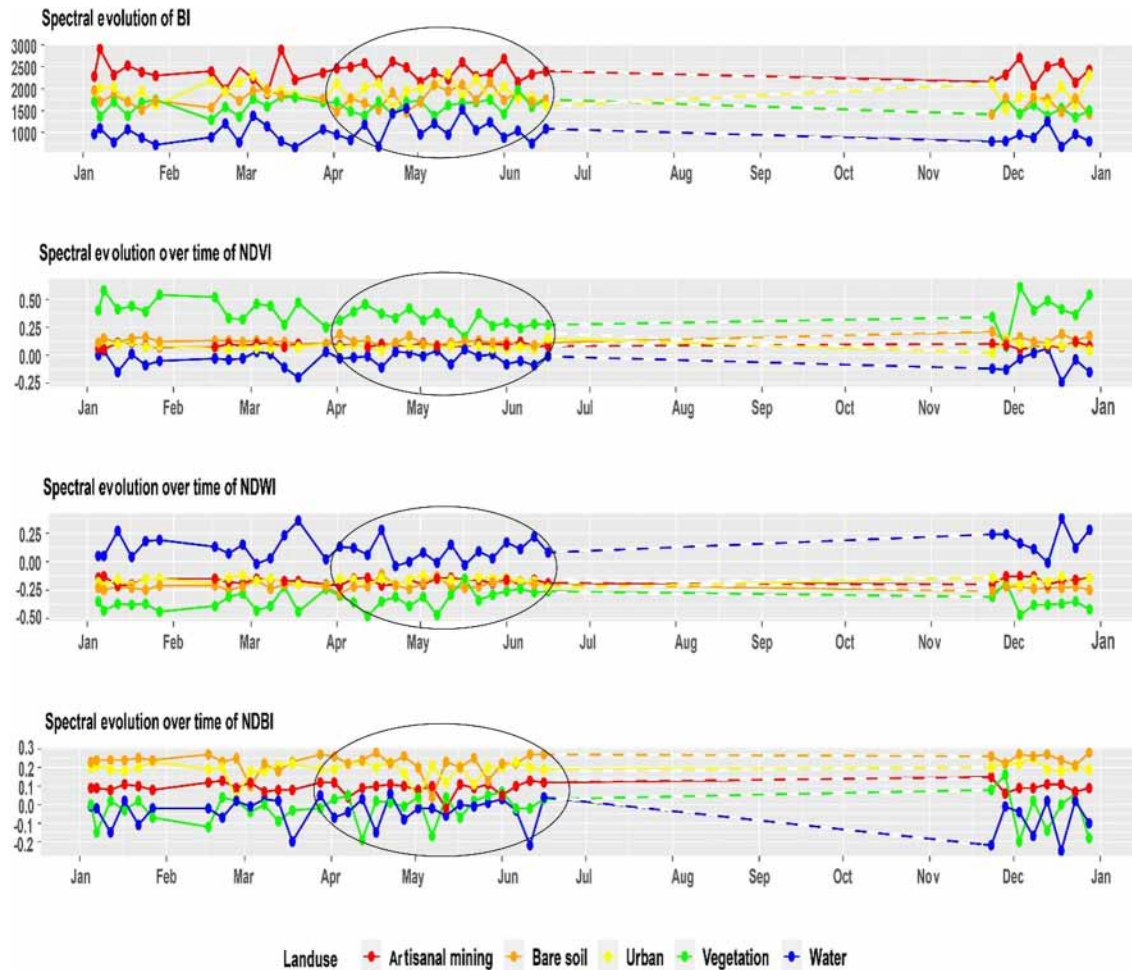 Spectral evolution of BI
3000
2500
2000
1500
1000
Jan Feb Mar Apr May Jun Jul Aug Sep Oct Nov Dec Jan
Spectral evolution over time of NDVI
0.50
0.25
0.00
-0.25
Jan Feb Mar Apr May Jun Jul Aug Sep Oct Nov Dec Jan
Spectral evolution over time of NDWI
0.25
0.00
-0.25
-0.50
Jan Feb Mar Apr May Jun Jul Aug Sep Oct Nov Dec Jan
Spectral evolution over time of NDBI
0.3
0.2
0.1
0.0
-0.1
-0.2
Jan Feb Mar Apr May Jun Jul Aug Sep Oct Nov Dec Jan
Landuse Artisanal mining Bare soil Urban Vegetation Water